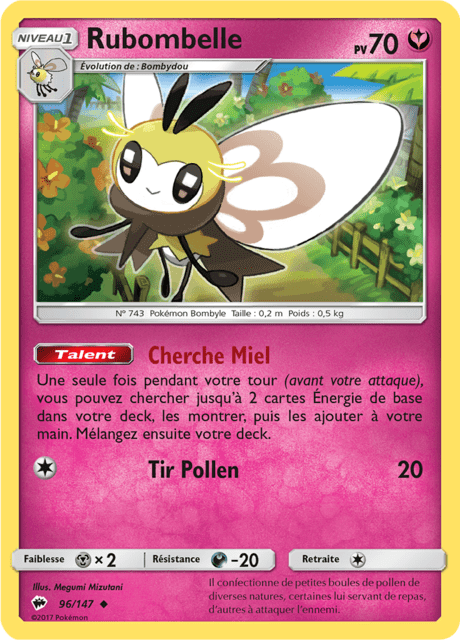 NIVEAU 1
Rubombelle
PV 70
Évolution de : Bombydou
N° 743 Pokémon Bombyle Taille : 0,2 m Poids : 0,5 kg
Talent Cherche Miel
Une seule fois pendant votre tour (avant votre attaque),
vous pouvez chercher jusqu'à 2 cartes Énergie de base
dans votre deck, les montrer, puis les ajouter à votre
main. Mélangez ensuite votre deck.
Tir Pollen 20
Faiblesse ×2 Résistance -20 Retraite
Illus. Megumi Mizutani
96/147
©2017 Pokémon
Il confectionne de petites boules de pollen de
diverses natures, certaines lui servant de repas,
d'autres à attaquer l'ennemi.